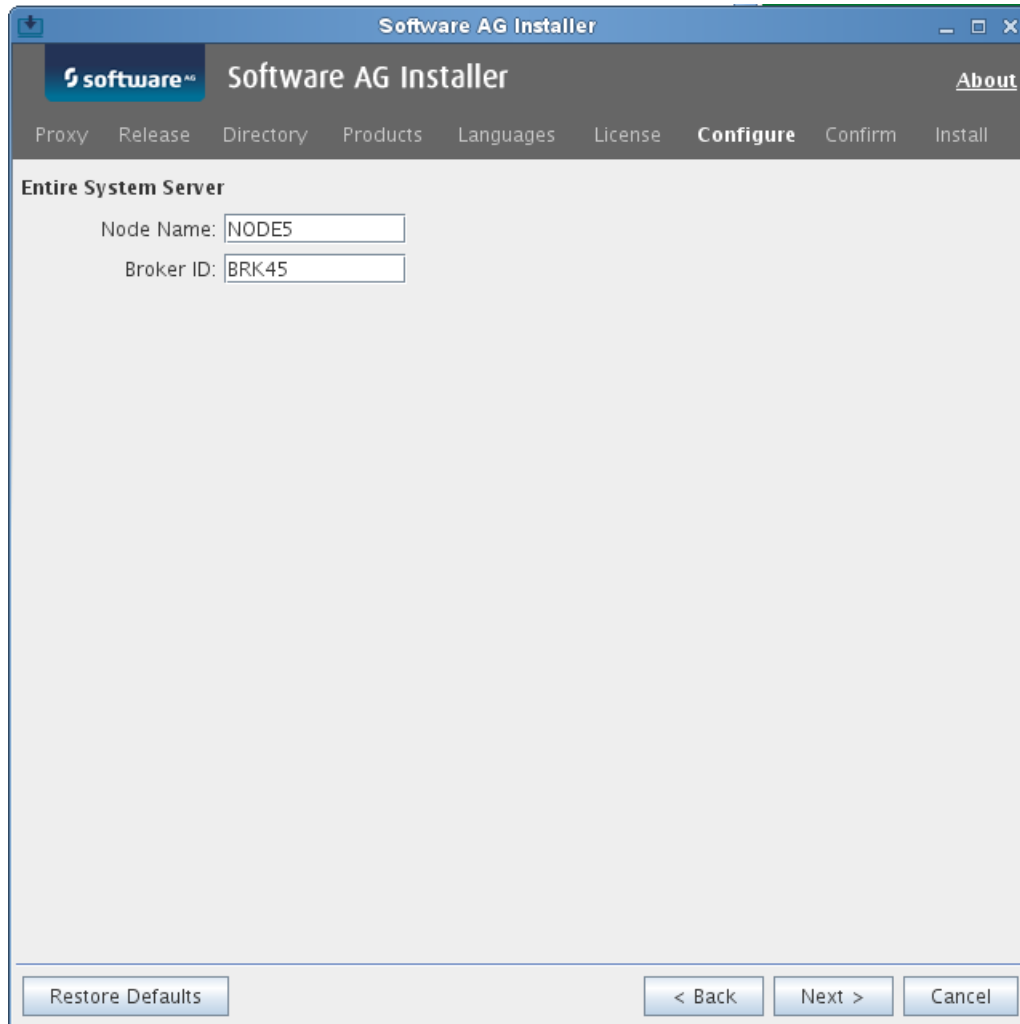 Software AG Installer
software AG Software AG Installer About
Proxy Release Directory Products Languages License Configure Confirm Install
Entire System Server
Node Name: NODE5
Broker ID: BRK45
Restore Defaults < Back Next > Cancel